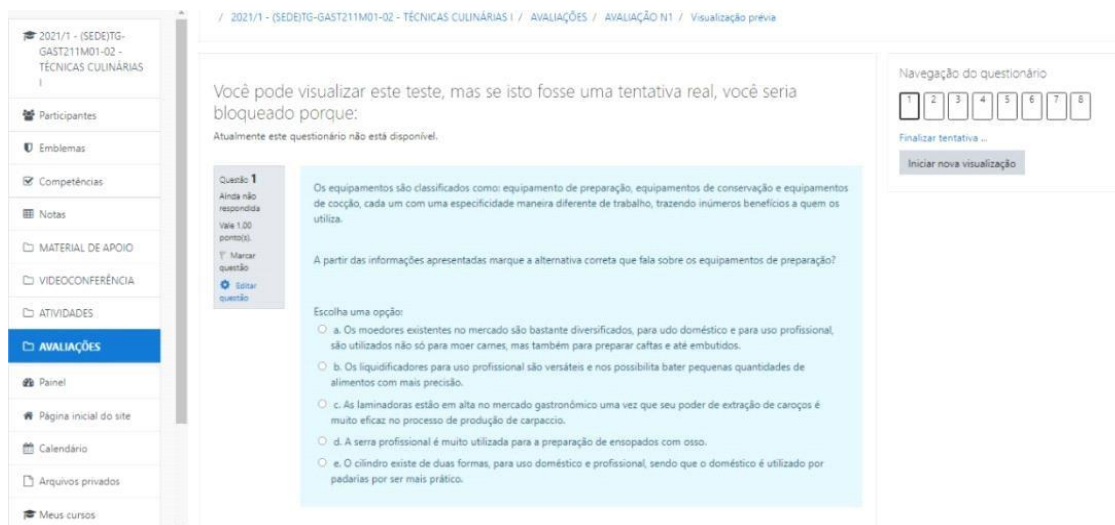 / 2021/1 - (SEDE)TG-GAST211M01-02 - TÉCNICAS CULINÁRIAS I / AVALIAÇÕES / AVALIAÇÃO N1 / Visualização prévia
2021/1 - (SEDE)TG-
GAST211M01-02 -
TÉCNICAS CULINÁRIAS
I
Participantes
Emblemas
Competências
Notas
MATERIAL DE APOIO
VIDEOCONFERÊNCIA
ATIVIDADES
AVALIAÇÕES
Painel
Página inicial do site
Calendário
Arquivos privados
Meus cursos
Você pode visualizar este teste, mas se isto fosse uma tentativa real, você seria
bloqueado porque:
Atualmente este questionário não está disponível.
Questão 1
Ainda não
respondida
Vale 1,00
ponto(s).
Marcar
questão
Editar
questão
Os equipamentos são classificados como: equipamento de preparação, equipamentos de conservação e equipamentos
de cocção, cada um com uma especificidade maneira diferente de trabalho, trazendo inúmeros benefícios a quem os
utiliza.
A partir das informações apresentadas marque a alternativa correta que fala sobre os equipamentos de preparação?
Escolha uma opção:
a. Os moedores existentes no mercado são bastante diversificados, para udo doméstico e para uso profissional,
são utilizados não só para moer carnes, mas também para preparar caftas e até embutidos.
b. Os liquidificadores para uso profissional são versáteis e nos possibilita bater pequenas quantidades de
alimentos com mais precisão.
c. As laminadoras estão em alta no mercado gastronômico uma vez que seu poder de extração de caroços é
muito eficaz no processo de produção de carpaccio.
d. A serra profissional é muito utilizada para a preparação de ensopados com osso.
e. O cilindro existe de duas formas, para uso doméstico e profissional, sendo que o doméstico é utilizado por
padarias por ser mais prático.
Navegação do questionário
1 2 3 4 5 6 7 8
Finalizar tentativa ...
Iniciar nova visualização